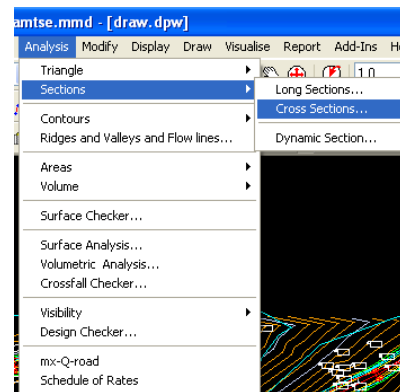 amtse.mmd - [draw.dpw]
Analysis Modify Display Draw Visualise Report Add-Ins
Triangle 1.0
Sections Long Sections...
Cross Sections...
Contours
Ridges and Valleys and Flow lines... Dynamic Section...
Areas
Volume
Surface Checker...
Surface Analysis...
Volumetric Analysis...
Crossfall Checker...
Visibility
Design Checker...
mx-Q-road
Schedule of Rates